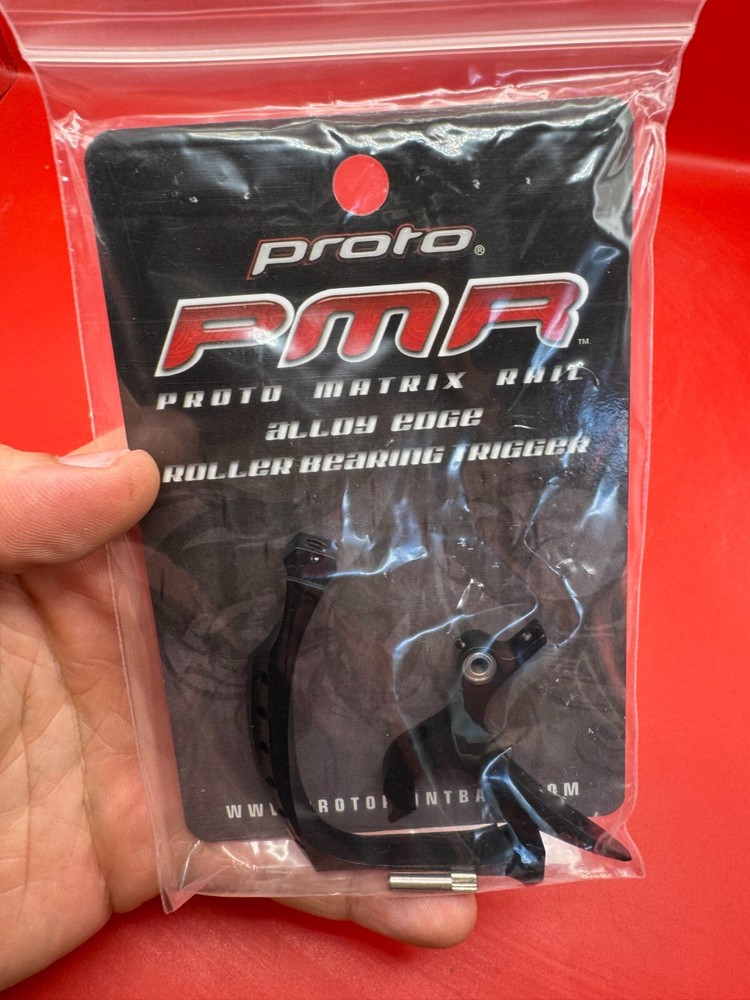 proto®
PMR™
PROTO MATRIX RAIL
ALLOY EDGE
ROLLER BEARING TRIGGER